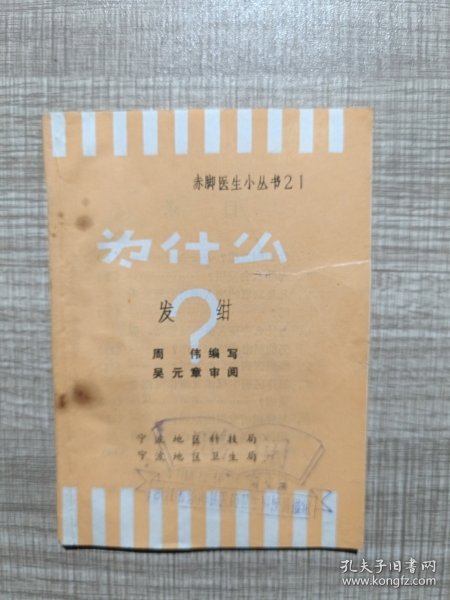 赤脚医生小丛书21
为什么
发绀
?
周伟编写
吴元章审阅
宁波地区科技局
宁波地区卫生局
孔夫子旧书网
www.kongfz.com